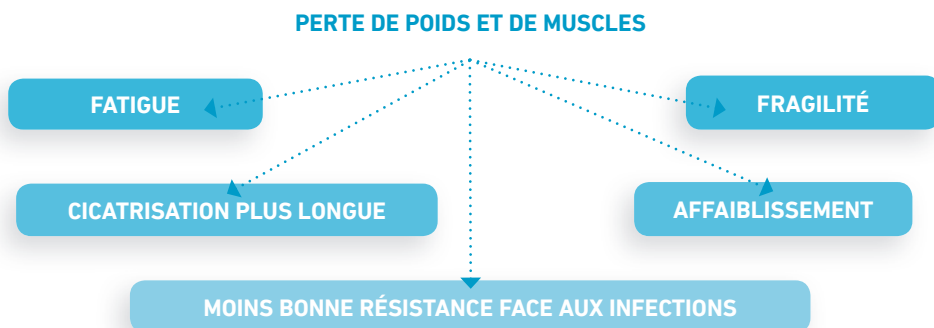 PERTE DE POIDS ET DE MUSCLES
FATIGUE
FRAGILITÉ
CICATRISATION PLUS LONGUE
AFFAIBLISSEMENT
MOINS BONNE RÉSISTANCE FACE AUX INFECTIONS